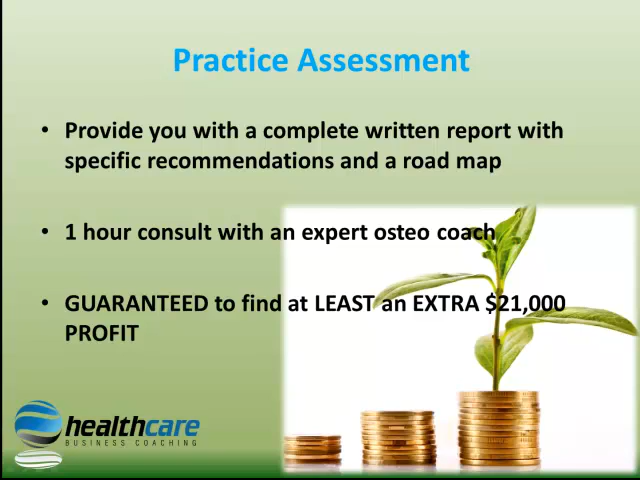 Practice Assessment
• Provide you with a complete written report with
specific recommendations and a road map
• 1 hour consult with an expert osteo coach
• GUARANTEED to find at LEAST an EXTRA $21,000
PROFIT
healthcare
BUSINESS COACHING